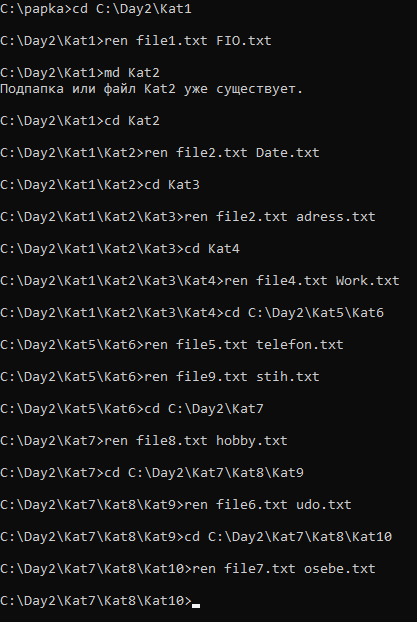 C:\papka>cd C:\Day2\Kat1
C:\Day2\Kat1>ren file1.txt FIO.txt
C:\Day2\Kat1>md Kat2
Подпапка или файл Kat2 уже существует.
C:\Day2\Kat1>cd Kat2
C:\Day2\Kat1\Kat2>ren file2.txt Date.txt
C:\Day2\Kat1\Kat2>cd Kat3
C:\Day2\Kat1\Kat2\Kat3>ren file2.txt adress.txt
C:\Day2\Kat1\Kat2\Kat3>cd Kat4
C:\Day2\Kat1\Kat2\Kat3\Kat4>ren file4.txt Work.txt
C:\Day2\Kat1\Kat2\Kat3\Kat4>cd C:\Day2\Kat5\Kat6
C:\Day2\Kat5\Kat6>ren file5.txt telefon.txt
C:\Day2\Kat5\Kat6>ren file9.txt stih.txt
C:\Day2\Kat5\Kat6>cd C:\Day2\Kat7
C:\Day2\Kat7>ren file8.txt hobby.txt
C:\Day2\Kat7>cd C:\Day2\Kat7\Kat8\Kat9
C:\Day2\Kat7\Kat8\Kat9>ren file6.txt udo.txt
C:\Day2\Kat7\Kat8\Kat9>cd C:\Day2\Kat7\Kat8\Kat10
C:\Day2\Kat7\Kat8\Kat10>ren file7.txt osebe.txt
C:\Day2\Kat7\Kat8\Kat10>